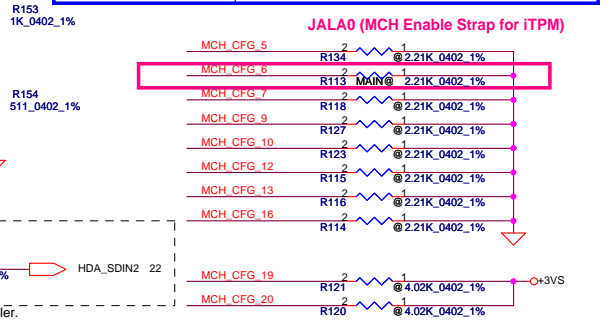 R153
1K_0402_1%
JALA0 (MCH Enable Strap for iTPM)
MCH_CFG_5 2 1
R134 @ 2.21K_0402_1%
MCH_CFG_6 2 1
R113 MAIN@ 2.21K_0402_1%
R154
511_0402_1%
MCH_CFG_7 2 1
R118 @ 2.21K_0402_1%
MCH_CFG_9 2 1
R127 @ 2.21K_0402_1%
MCH_CFG_10 2 1
R123 @ 2.21K_0402_1%
MCH_CFG_12 2 1
R115 @ 2.21K_0402_1%
MCH_CFG_13 2 1
R116 @ 2.21K_0402_1%
MCH_CFG_16 2 1
R114 @ 2.21K_0402_1%
HDA_SDIN2 22
%
MCH_CFG_19 2 1
R121 @ 4.02K_0402_1%
+3VS
MCH_CFG_20 2 1
R120 @ 4.02K_0402_1%
ler.